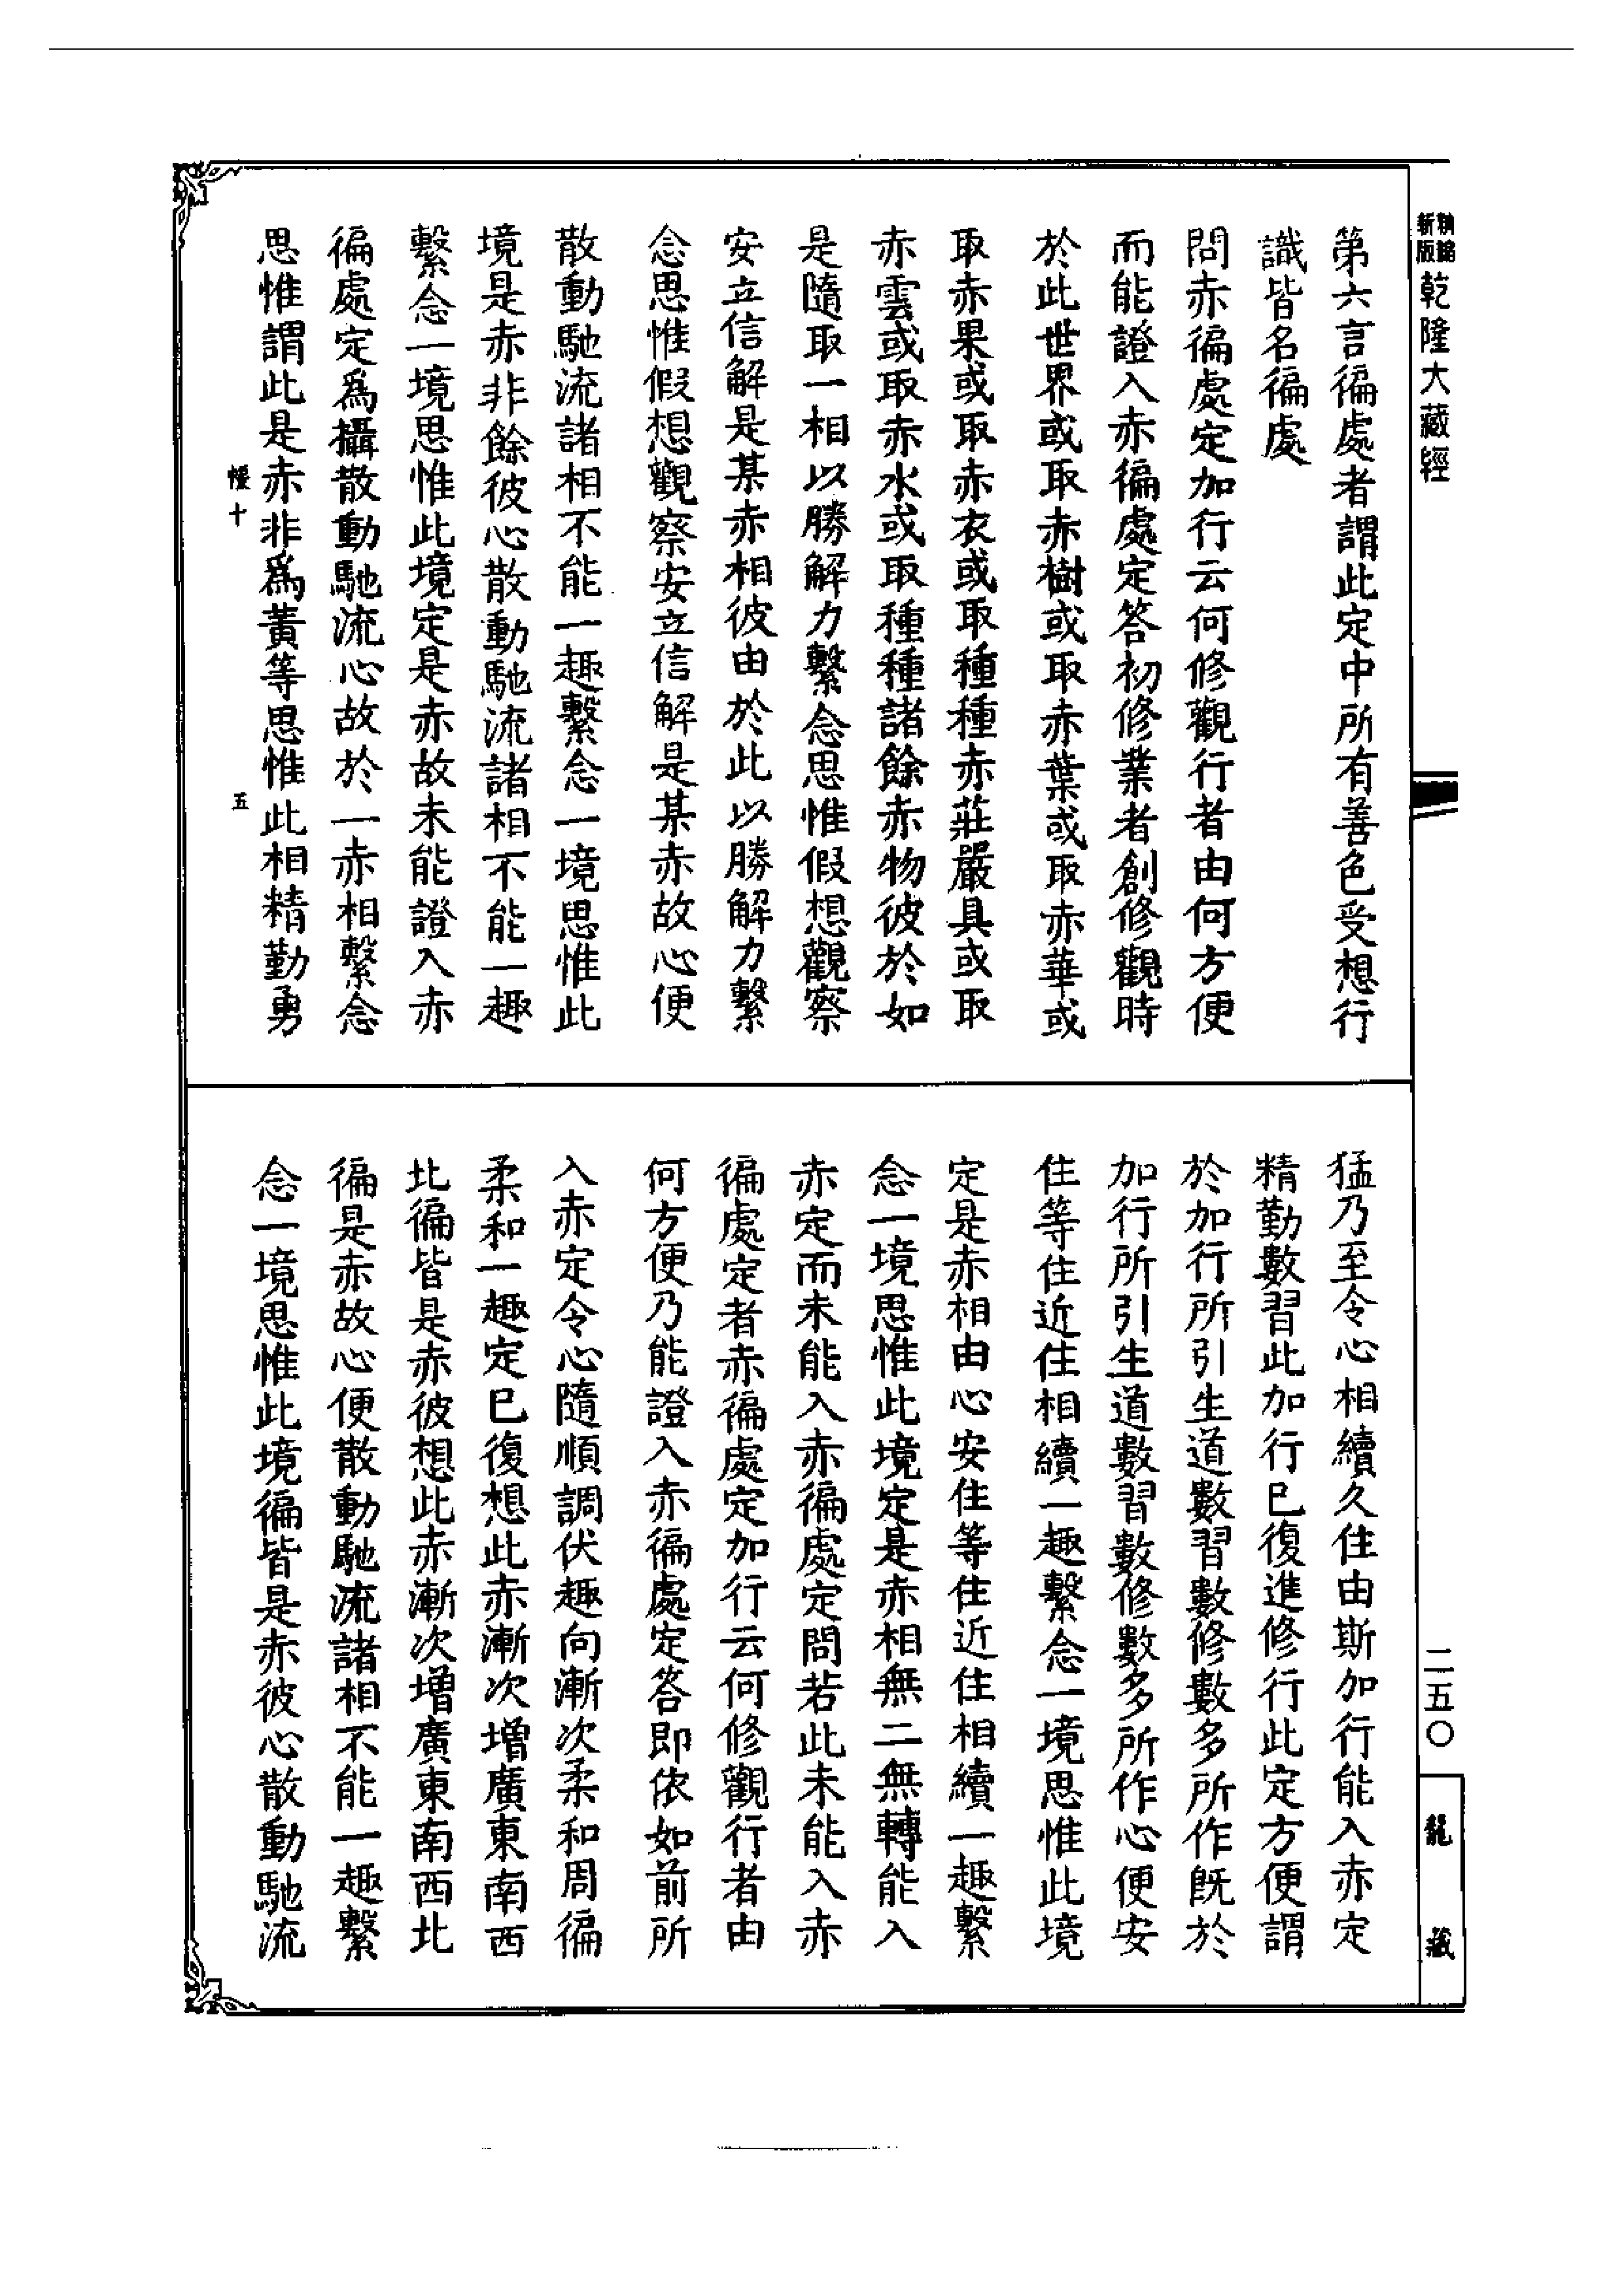 新版 精縮 乾隆大藏經
第六言徧處者謂此定中所有善色受想行
識皆名徧處
問赤徧處定加行云何修觀行者由何方便
而能證入赤徧處定答初修業者創修觀時
於此世界或取赤樹或取赤葉或取赤華或
取赤果或取赤衣或取種種赤莊嚴具或取
赤雲或取赤水或取種種諸餘赤物彼於如
是隨取一相以勝解力繫念思惟假想觀察
安立信解是某赤相彼由於此以勝解力繫
念思惟假想觀察安立信解是某赤故心便
散動馳流諸相不能一趣繫念一境思惟此
境是赤非餘彼心散動馳流諸相不能一趣
繫念一境思惟此境定是赤故未能證入赤
徧處定為攝散動馳流心故於一赤相繫念
思惟謂此是赤非為黃等思惟此相精勤勇
帳十 五
猛乃至令心相續久住由斯加行能入赤定
精勤數習此加行已復進修行此定方便謂
於加行所引生道數習數修數多所作既於
加行所引生道數習數修數多所作心便安
住等住近住相續一趣繫念一境思惟此境
定是赤相由心安住等住近住相續一趣繫
念一境思惟此境定是赤相無二無轉能入
赤定而未能入赤徧處定問若此未能入赤
徧處定者赤徧處定加行云何修觀行者由
何方便乃能證入赤徧處定答即依如前所
入赤定令心隨順調伏趣向漸次柔和周徧
柔和一趣定已復想此赤漸次增廣東南西
北徧皆是赤彼想此赤漸次增廣東南西北
徧是赤故心便散動馳流諸相不能一趣繫
念一境思惟此境徧皆是赤彼心散動馳流
二五〇
龍藏